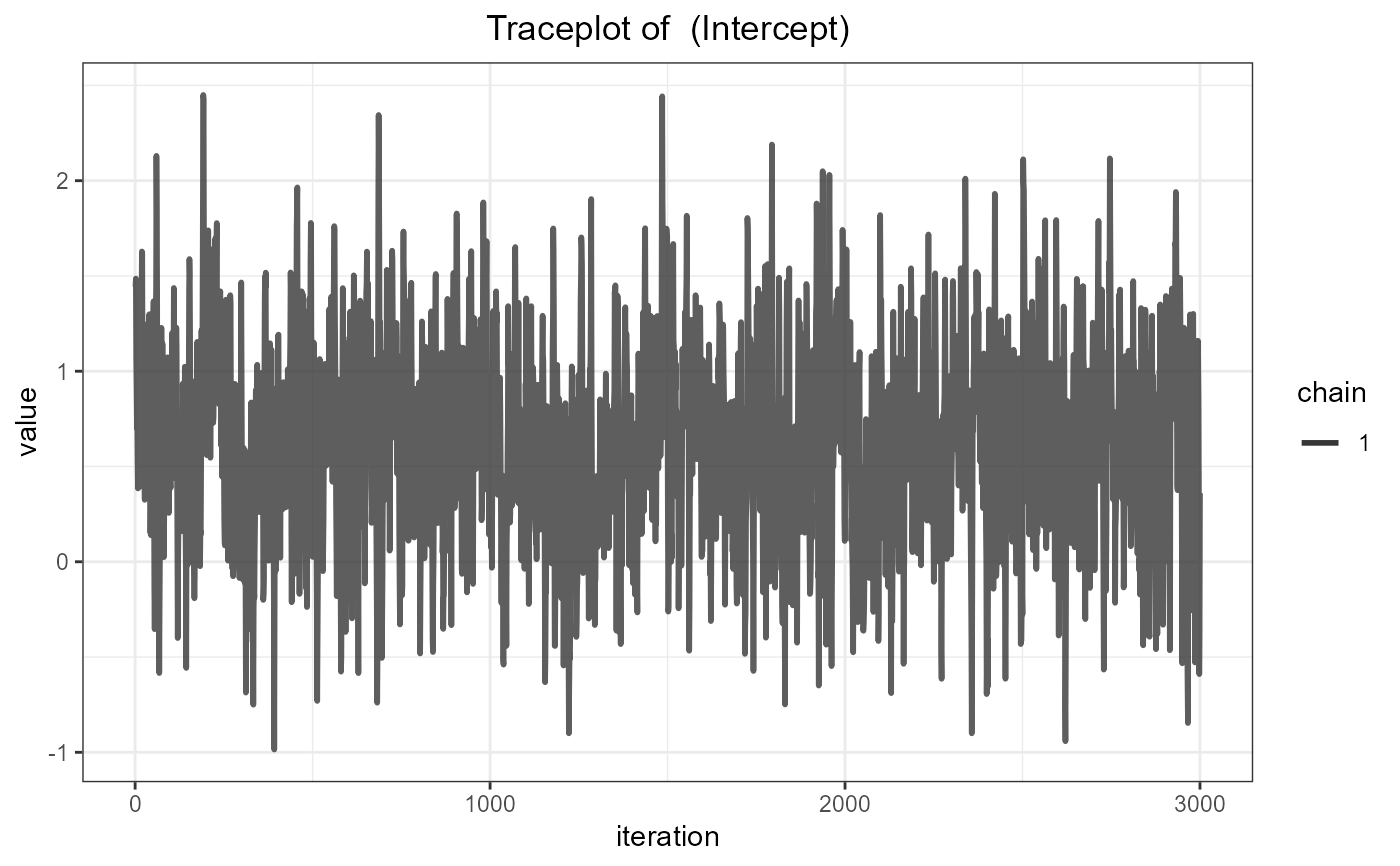 Traceplot of  (Intercept)
2
1
0
-1
value
0 1000 2000 3000
iteration
chain
1